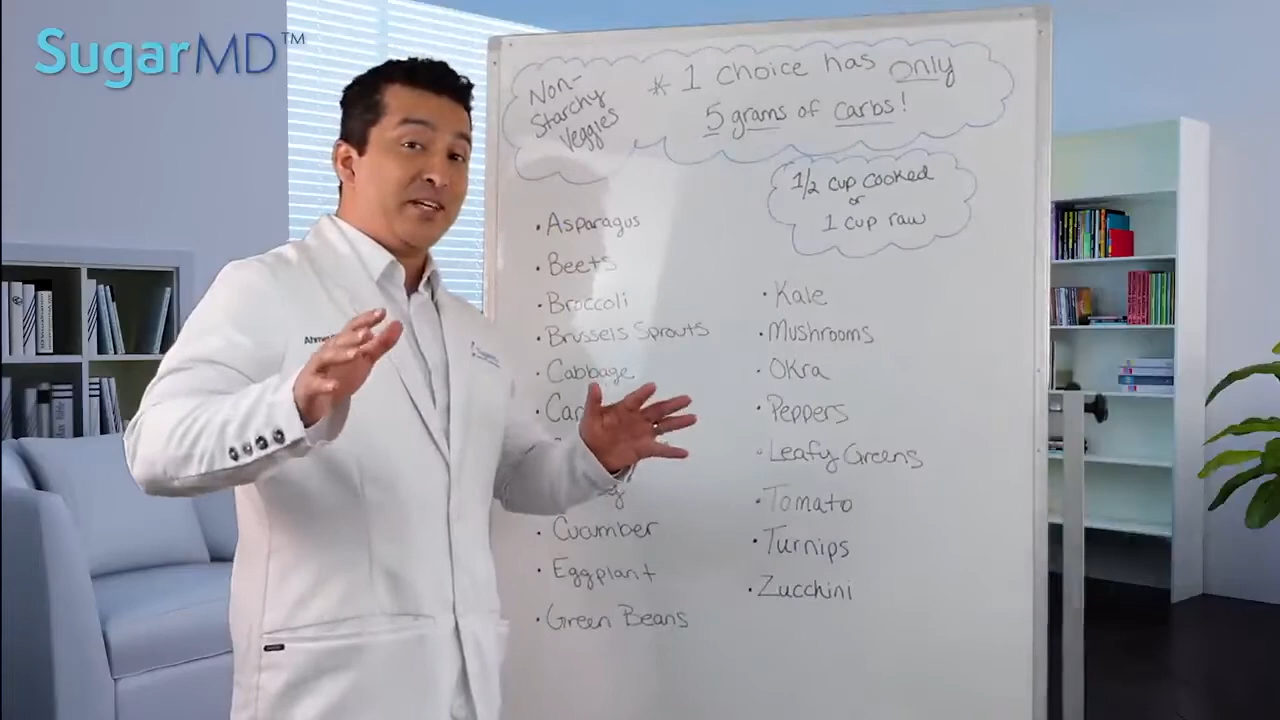 SugarMD™
Non-
Starchy
Veggies
* 1 choice has only
5 grams of carbs!
1/2 cup cooked
or
1 cup raw
• Asparagus
• Beets
• Broccoli
• Brussels Sprouts
• Cabbage
• Cucumber
• Eggplant
• Green Beans
• Kale
• Mushrooms
• Okra
• Peppers
• Leafy Greens
• Tomato
• Turnips
• Zucchini